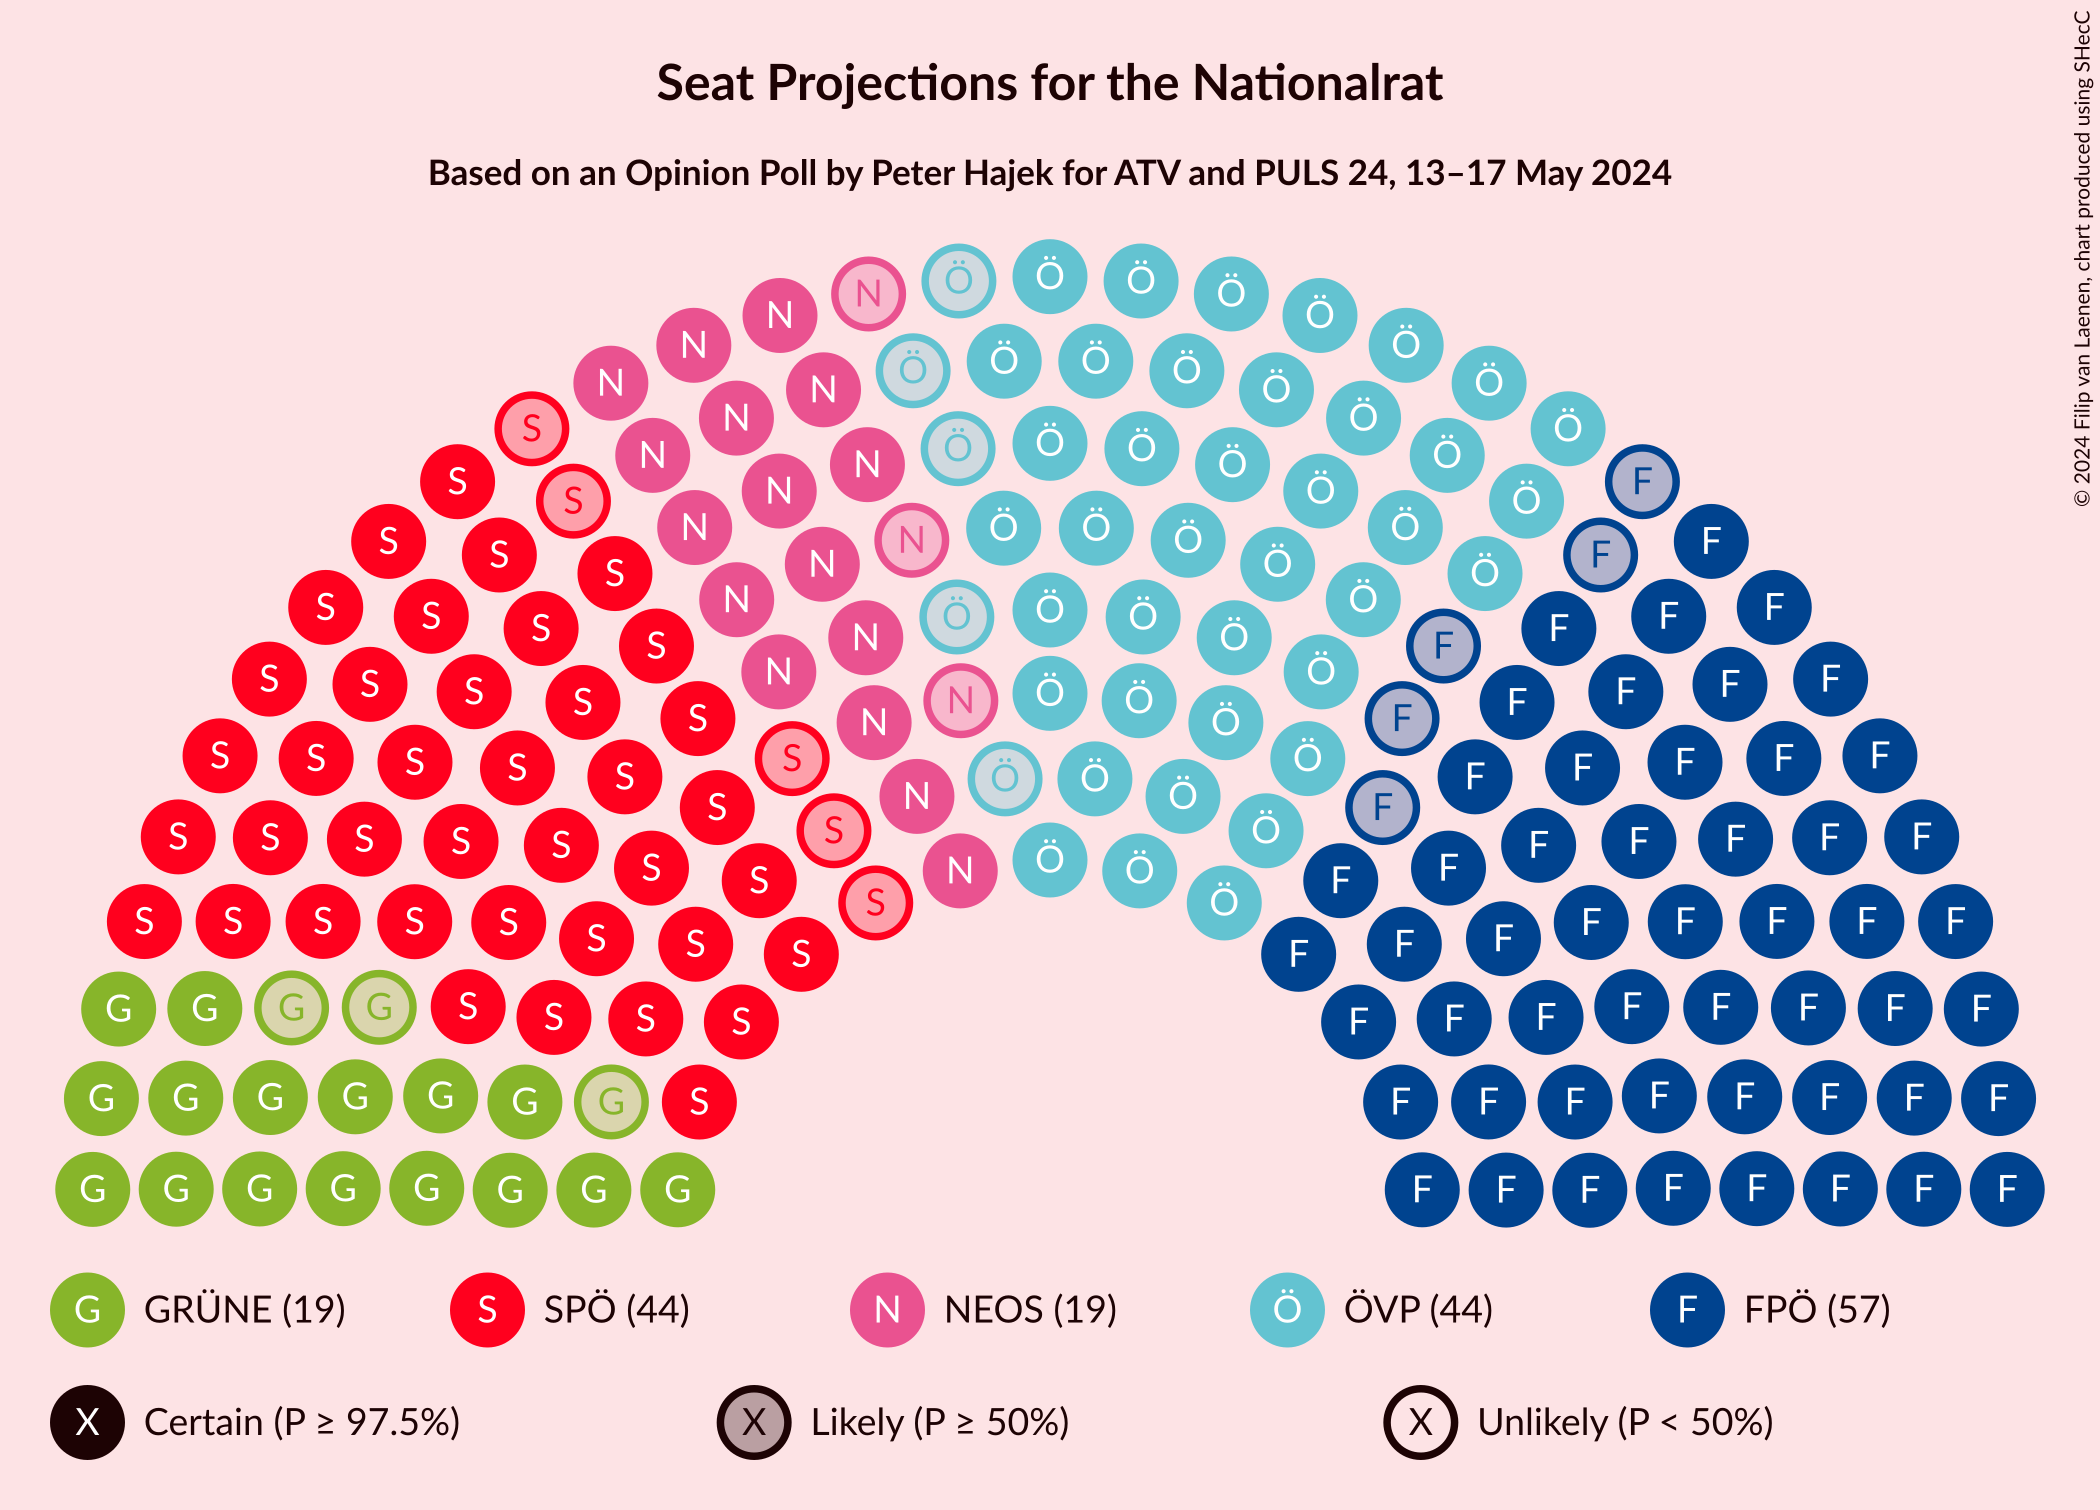 Seat Projections for the Nationalrat
Based on an Opinion Poll by Peter Hajek for ATV and PULS 24, 13–17 May 2024
© 2024 Filip van Laenen, chart produced using SHecC
N N Ö Ö Ö Ö Ö
N N N Ö Ö Ö Ö Ö Ö Ö
S N N N Ö Ö Ö Ö Ö Ö Ö
S S S N N N Ö Ö Ö Ö Ö Ö F F
S S S S S N N N Ö Ö Ö Ö Ö Ö Ö F F F F
S S S S S S N N N Ö Ö Ö Ö F F F F F F
S S S S S S S N Ö Ö Ö Ö F F F F F F
S S S S S S S S S N Ö Ö Ö Ö F F F F F F F
S S S S S S S S F F F F F F F F
G G G G S S S S F F F F F F F F
G G G G G G G S F F F F F F F F
G G G G G G G G F F F F F F F F
G GRÜNE (19) S SPÖ (44) N NEOS (19) Ö ÖVP (44) F FPÖ (57)
X Certain (P ≥ 97.5%) X Likely (P ≥ 50%) X Unlikely (P < 50%)